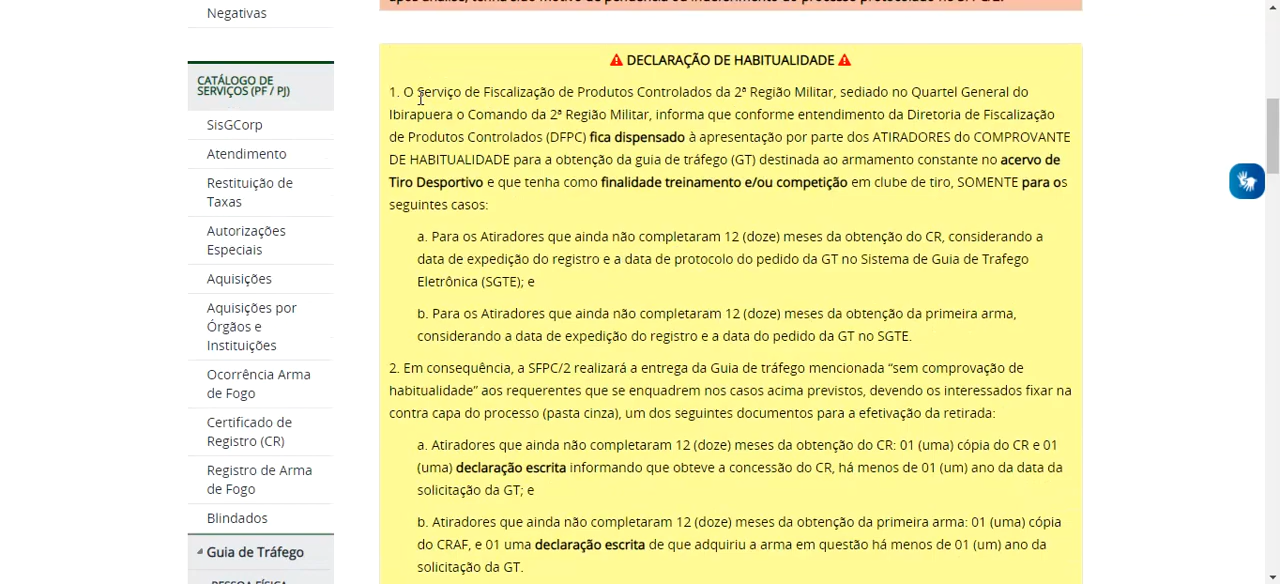 Negativas
CATÁLOGO DE
SERVIÇOS (PF / PJ)
SisGCorp
Atendimento
Restituição de
Taxas
Autorizações
Especiais
Aquisições
Aquisições por
Órgãos e
Instituições
Ocorrência Arma
de Fogo
Certificado de
Registro (CR)
Registro de Arma
de Fogo
Blindados
Guia de Tráfego
DECLARAÇÃO DE HABITUALIDADE
1. O Serviço de Fiscalização de Produtos Controlados da 2ª Região Militar, sediado no Quartel General do
Ibirapuera o Comando da 2ª Região Militar, informa que conforme entendimento da Diretoria de Fiscalização
de Produtos Controlados (DFPC) fica dispensado à apresentação por parte dos ATIRADORES do COMPROVANTE
DE HABITUALIDADE para a obtenção da guia de tráfego (GT) destinada ao armamento constante no acervo de
Tiro Desportivo e que tenha como finalidade treinamento e/ou competição em clube de tiro, SOMENTE para os
seguintes casos:
a. Para os Atiradores que ainda não completaram 12 (doze) meses da obtenção do CR, considerando a
data de expedição do registro e a data de protocolo do pedido da GT no Sistema de Guia de Trafego
Eletrônica (SGTE); e
b. Para os Atiradores que ainda não completaram 12 (doze) meses da obtenção da primeira arma,
considerando a data de expedição do registro e a data do pedido da GT no SGTE.
2. Em consequência, a SFPC/2 realizará a entrega da Guia de tráfego mencionada “sem comprovação de
habitualidade” aos requerentes que se enquadrem nos casos acima previstos, devendo os interessados fixar na
contra capa do processo (pasta cinza), um dos seguintes documentos para a efetivação da retirada:
a. Atiradores que ainda não completaram 12 (doze) meses da obtenção do CR: 01 (uma) cópia do CR e 01
(uma) declaração escrita informando que obteve a concessão do CR, há menos de 01 (um) ano da data da
solicitação da GT; e
b. Atiradores que ainda não completaram 12 (doze) meses da obtenção da primeira arma: 01 (uma) cópia
do CRAF, e 01 uma declaração escrita de que adquiriu a arma em questão há menos de 01 (um) ano da
solicitação da GT.